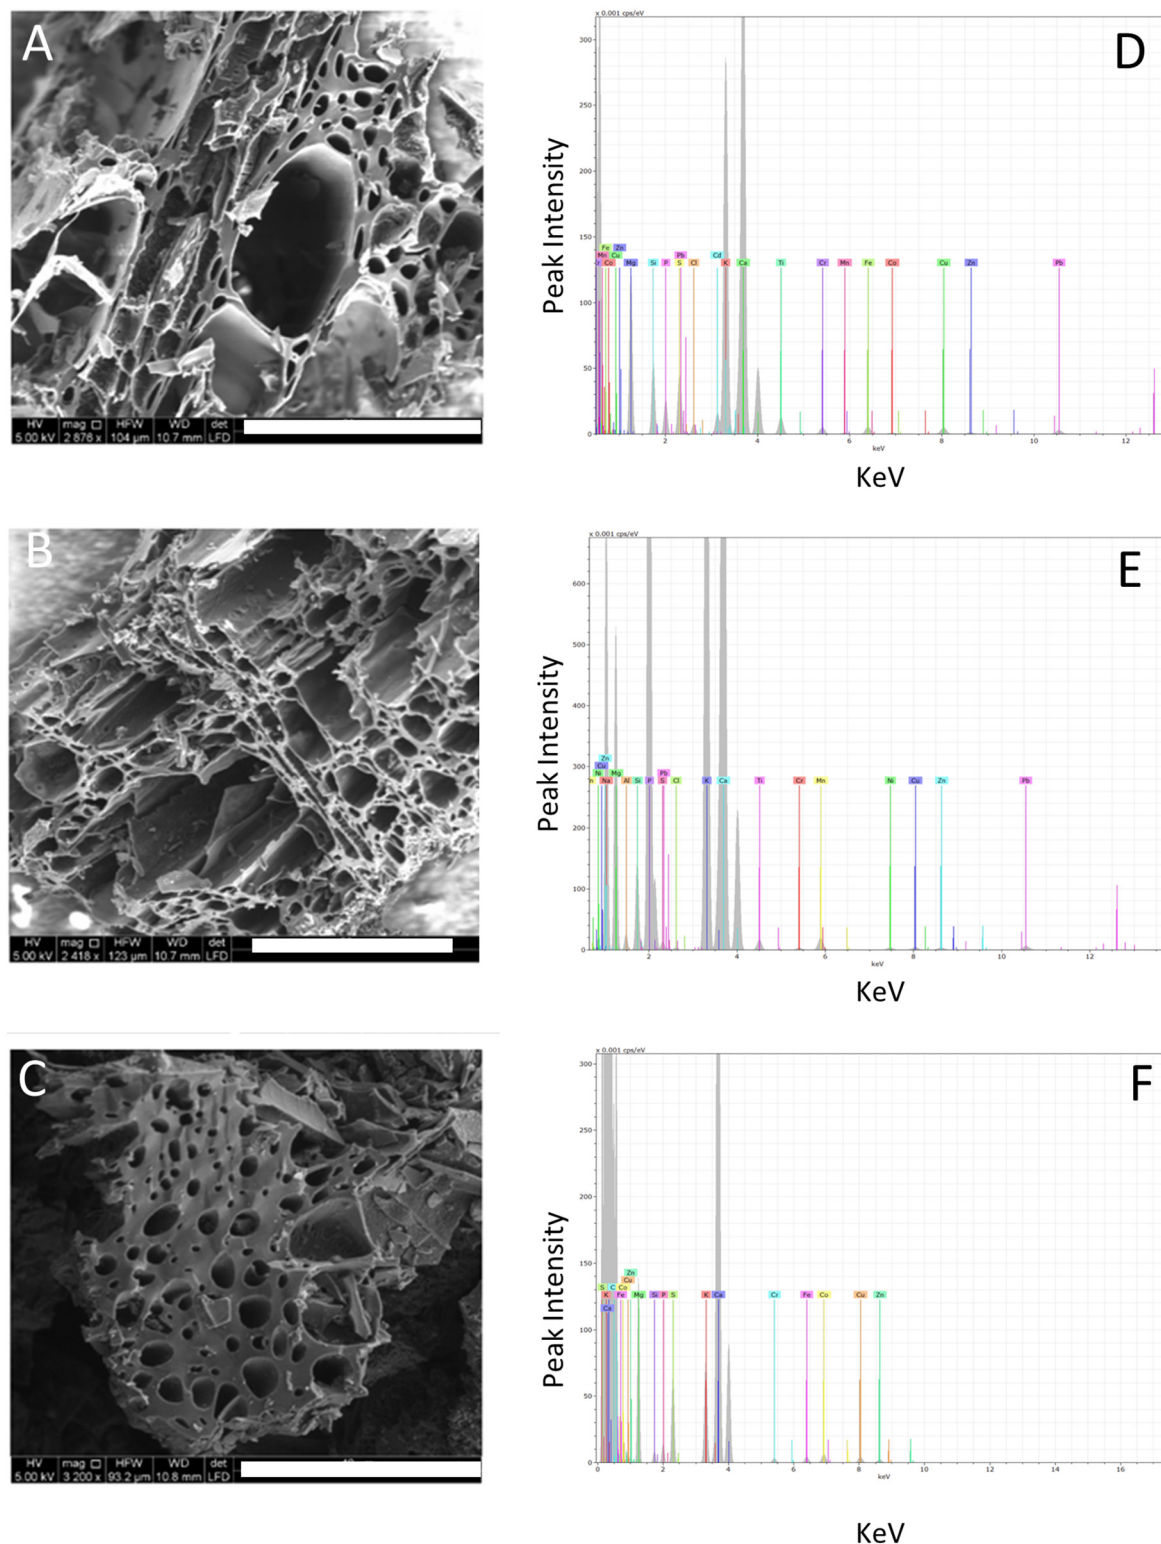 A
HV mag □ HFW WD det
5.00 kV 2 876 x 104 µm 10.7 mm LFD
D
x 0.001 cps/eV
Peak Intensity
300
250
200
150
100
50
0
Fe Zn
Mn Cu Pb Cd
Co Mg Si P S Cl K Ca Ti Cr Mn Fe Co Cu Zn Pb
2 4 6 8 10 12
keV
KeV
B
HV mag □ HFW WD det
5.00 kV 2 418 x 123 µm 10.7 mm LFD
E
x 0.001 cps/eV
Peak Intensity
600
500
400
300
200
100
0
Zn
Cu
Ni Mg Pb
Na Al Si P S Cl K Ca Ti Cr Mn Ni Cu Zn Pb
2 4 6 8 10 12
keV
KeV
C
HV mag □ HFW WD det
5.00 kV 3 200 x 93.2 µm 10.8 mm LFD
F
x 0.001 cps/eV
Peak Intensity
300
250
200
150
100
50
0
Zn
S C Co Cu
K Fe Mg Si P S K Ca Cr Fe Co Cu Zn
Ca
0 2 4 6 8 10 12 14 16
keV
KeV